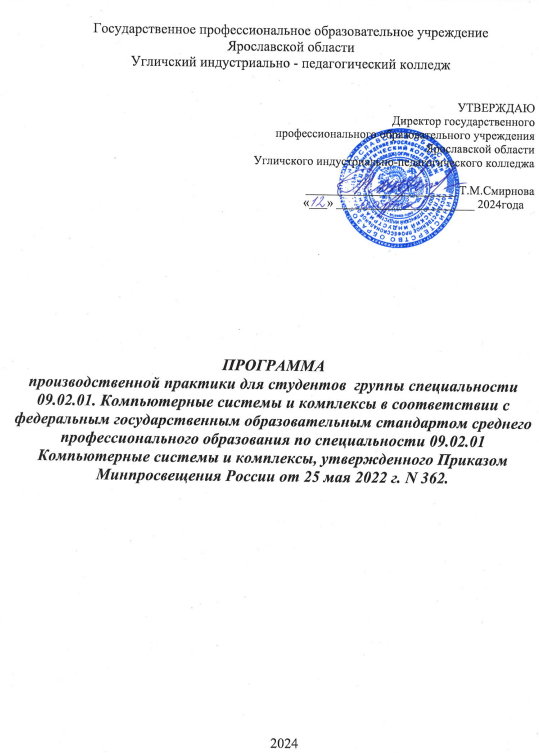 Государственное профессиональное образовательное учреждение
Ярославской области
Угличский индустриально - педагогический колледж
УТВЕРЖДАЮ
Директор государственного
профессионального образовательного учреждения
Ярославской области
Угличского индустриально-педагогического колледжа
Т.М.Смирнова
«12» 2024года
ПРОГРАММА
производственной практики для студентов группы специальности
09.02.01. Компьютерные системы и комплексы в соответствии с
федеральным государственным образовательным стандартом среднего
профессионального образования по специальности 09.02.01
Компьютерные системы и комплексы, утвержденного Приказом
Минпросвещения России от 25 мая 2022 г. N 362.
2024